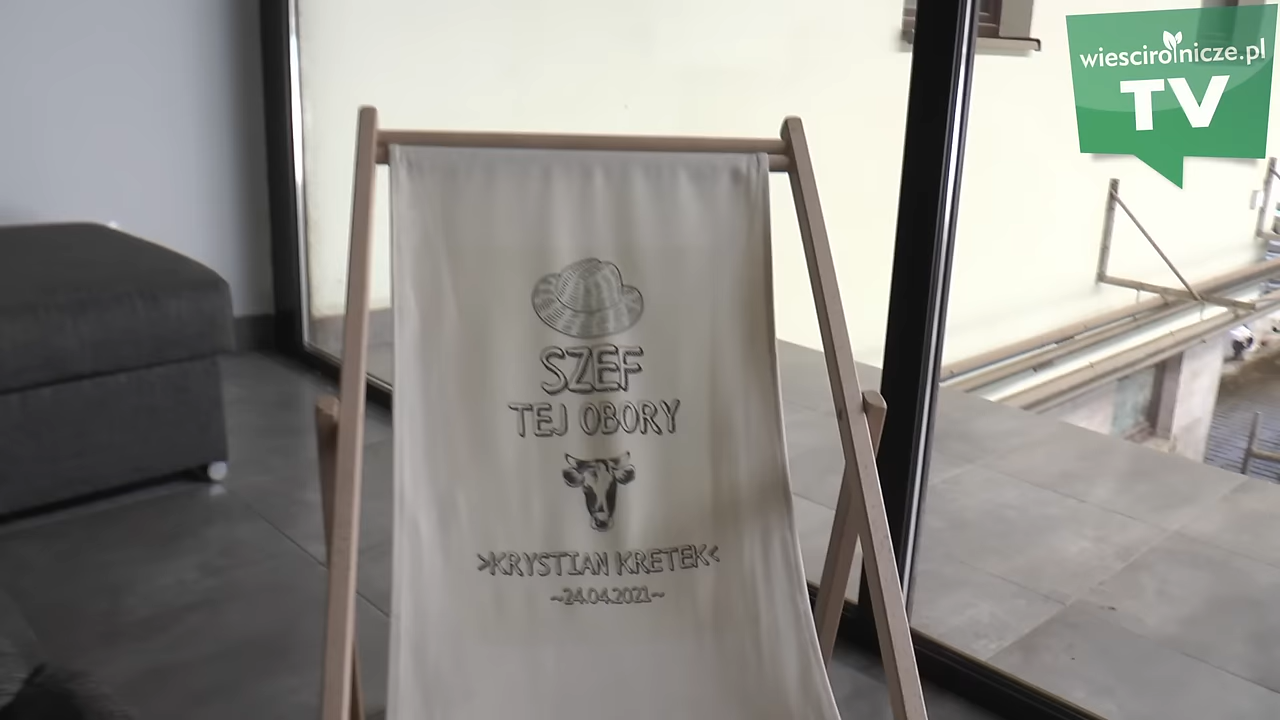 wiescirolnicze.pl
TV
SZEF
TEJ OBORY
>KRYSTIAN KRETEK<
~24.04.2021~